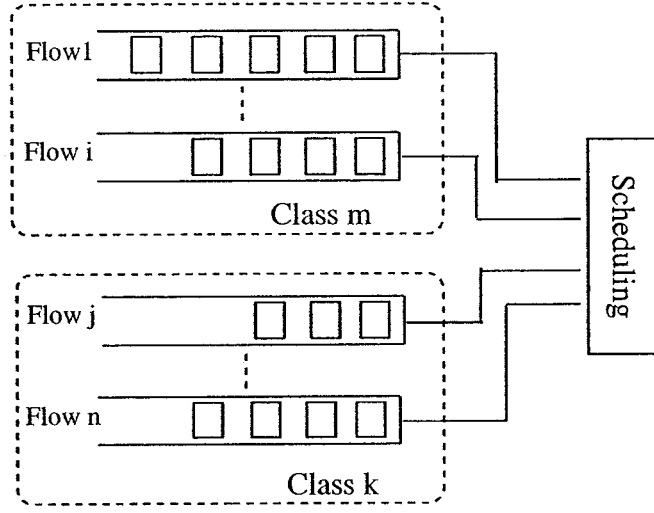 Flow1
Flow i
Class m
Scheduling
Flow j
Flow n
Class k